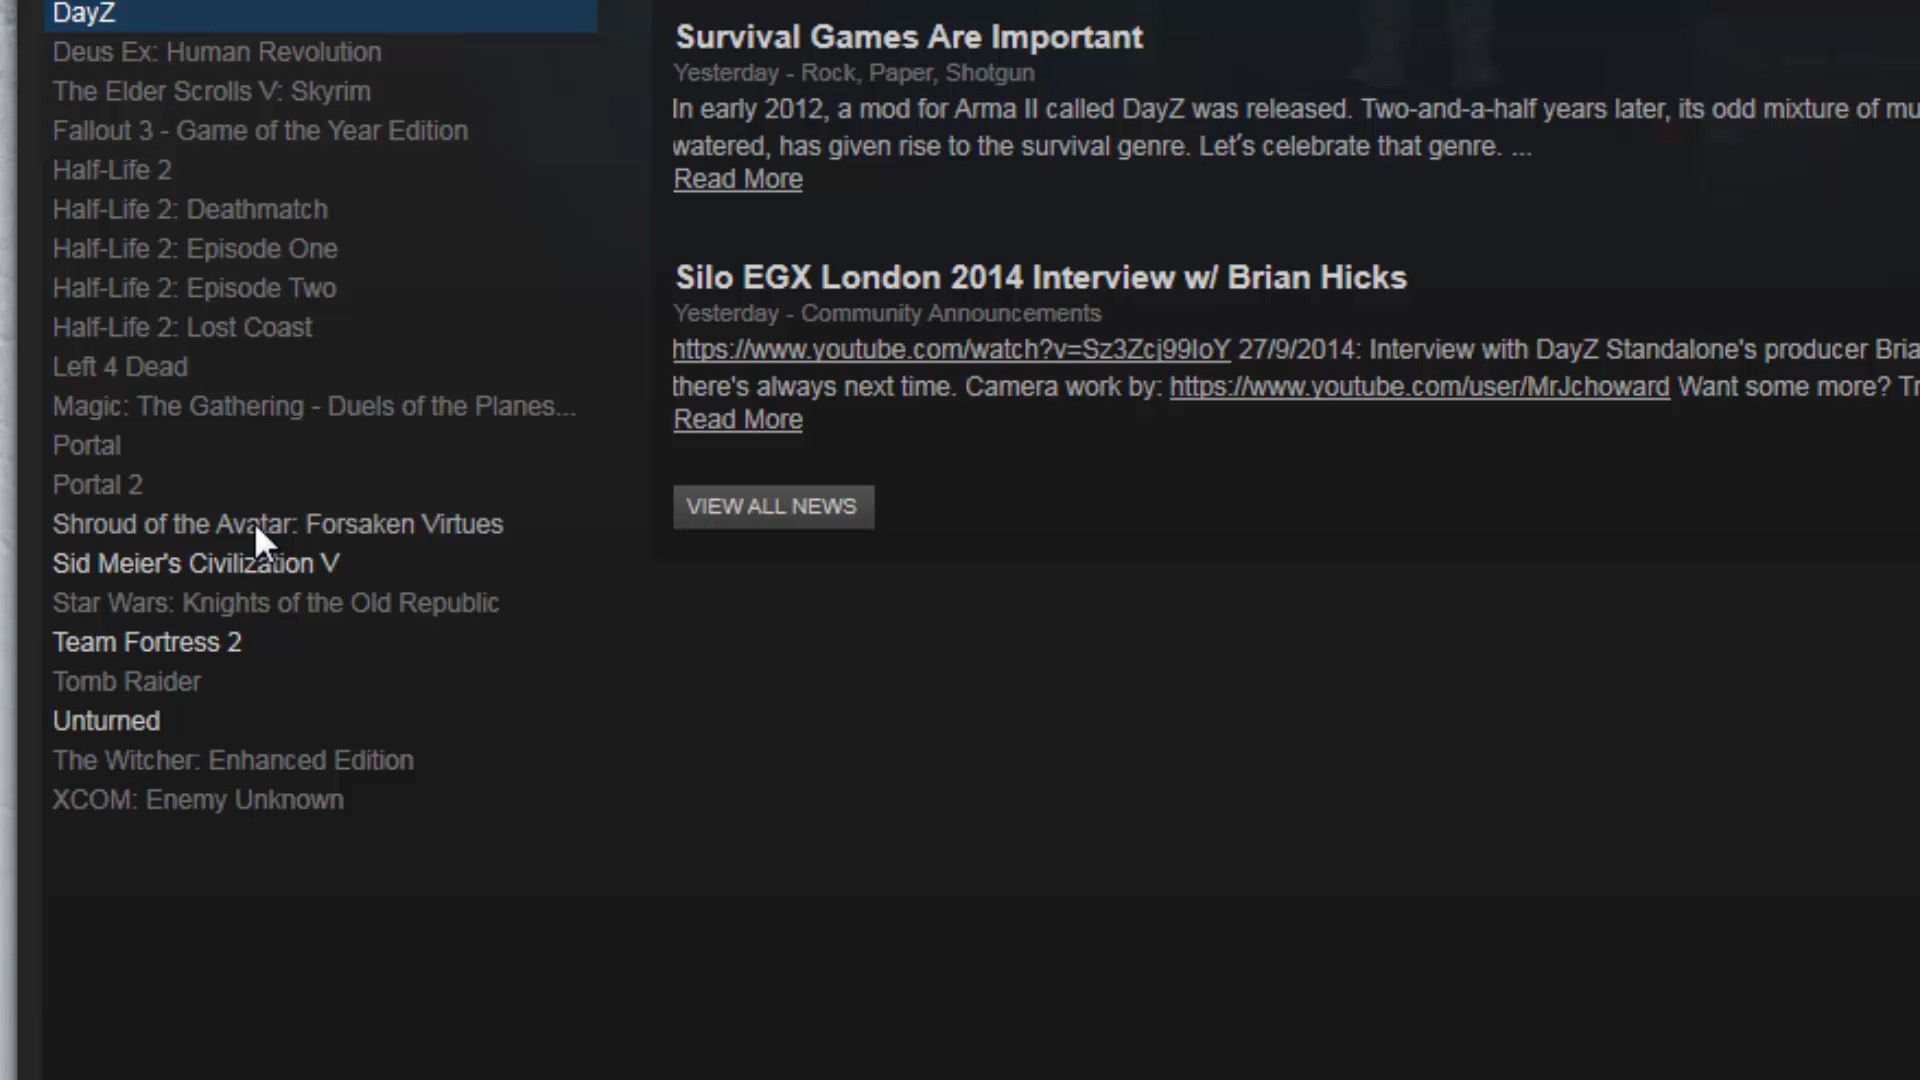 DayZ
Deus Ex: Human Revolution
The Elder Scrolls V: Skyrim
Fallout 3 - Game of the Year Edition
Half-Life 2
Half-Life 2: Deathmatch
Half-Life 2: Episode One
Half-Life 2: Episode Two
Half-Life 2: Lost Coast
Left 4 Dead
Magic: The Gathering - Duels of the Planes...
Portal
Portal 2
Shroud of the Avatar: Forsaken Virtues
Sid Meier's Civilization V
Star Wars: Knights of the Old Republic
Team Fortress 2
Tomb Raider
Unturned
The Witcher: Enhanced Edition
XCOM: Enemy Unknown
Survival Games Are Important
Yesterday - Rock, Paper, Shotgun
In early 2012, a mod for Arma II called DayZ was released. Two-and-a-half years later, its odd mixture of mu
watered, has given rise to the survival genre. Let's celebrate that genre. ...
Read More
Silo EGX London 2014 Interview w/ Brian Hicks
Yesterday - Community Announcements
https://www.youtube.com/watch?v=Sz3Zcj99IoY 27/9/2014: Interview with DayZ Standalone's producer Bria
there's always next time. Camera work by: https://www.youtube.com/user/MrJchoward Want some more? Tr
Read More
VIEW ALL NEWS